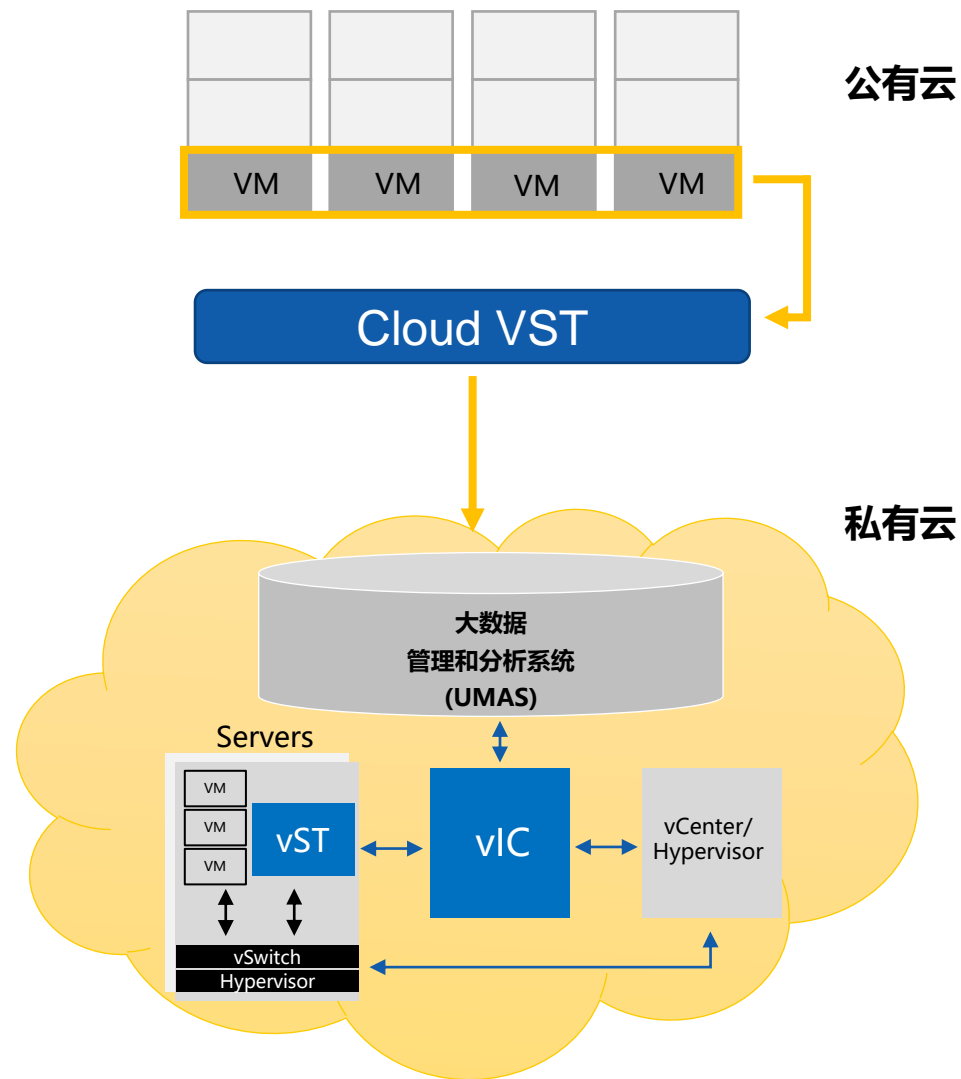 公有云
VM
VM
VM
VM
Cloud VST
私有云
大数据
管理和分析系统
(UMAS)
Servers
VM
VM
VM
vST
vIC
vCenter/
Hypervisor
vSwitch
Hypervisor